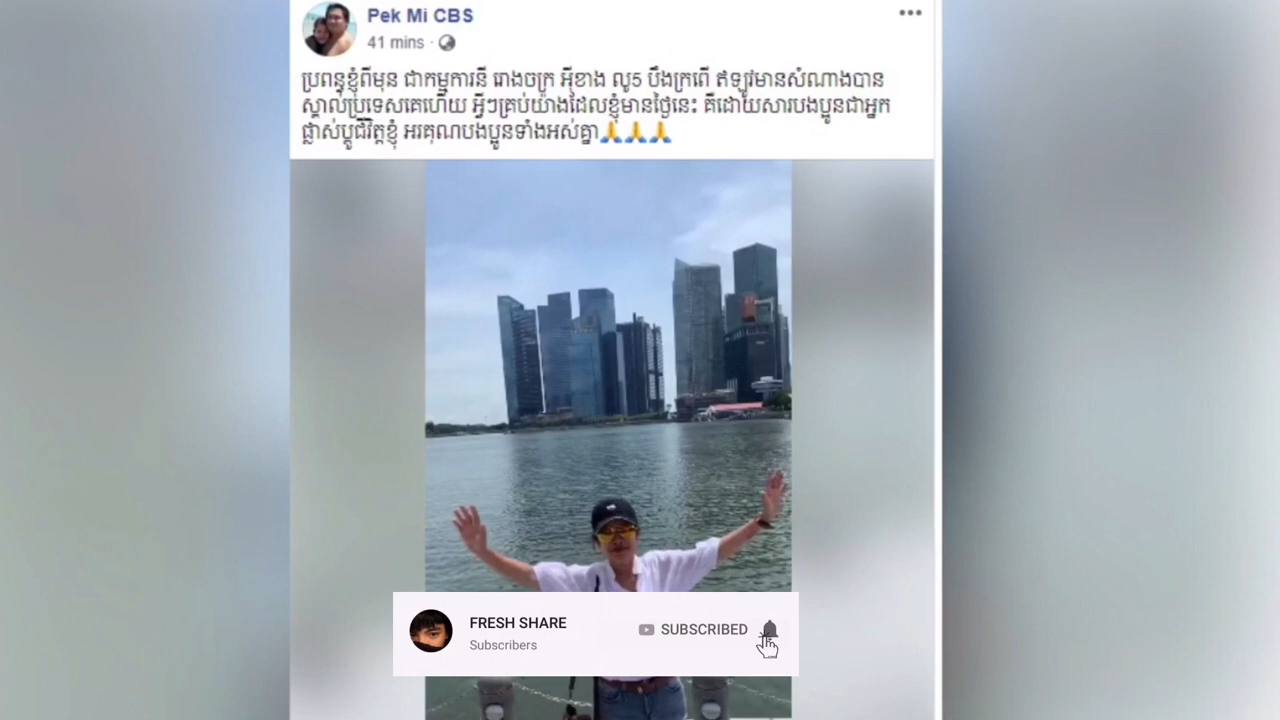 Pek Mi CBS
41 mins ·
ប្រពន្ធខ្ញុំពីមុន ជាកម្មការនី រោងចក្រ អ៊ីខាង លូ5 បឹងក្រពើ ឥឡូវមានសំណាងបាន
ស្គាល់ប្រទេសគេហើយ អ្វីៗគ្រប់យ៉ាងដែលខ្ញុំមានថ្ងៃនេះ គឺដោយសារបងប្អូនជាអ្នក
ផ្លាស់ប្តូជិវិត្តខ្ញុំ អរគុណបងប្អូនទាំងអស់គ្នា🙏🙏🙏
FRESH SHARE
SUBSCRIBED
Subscribers